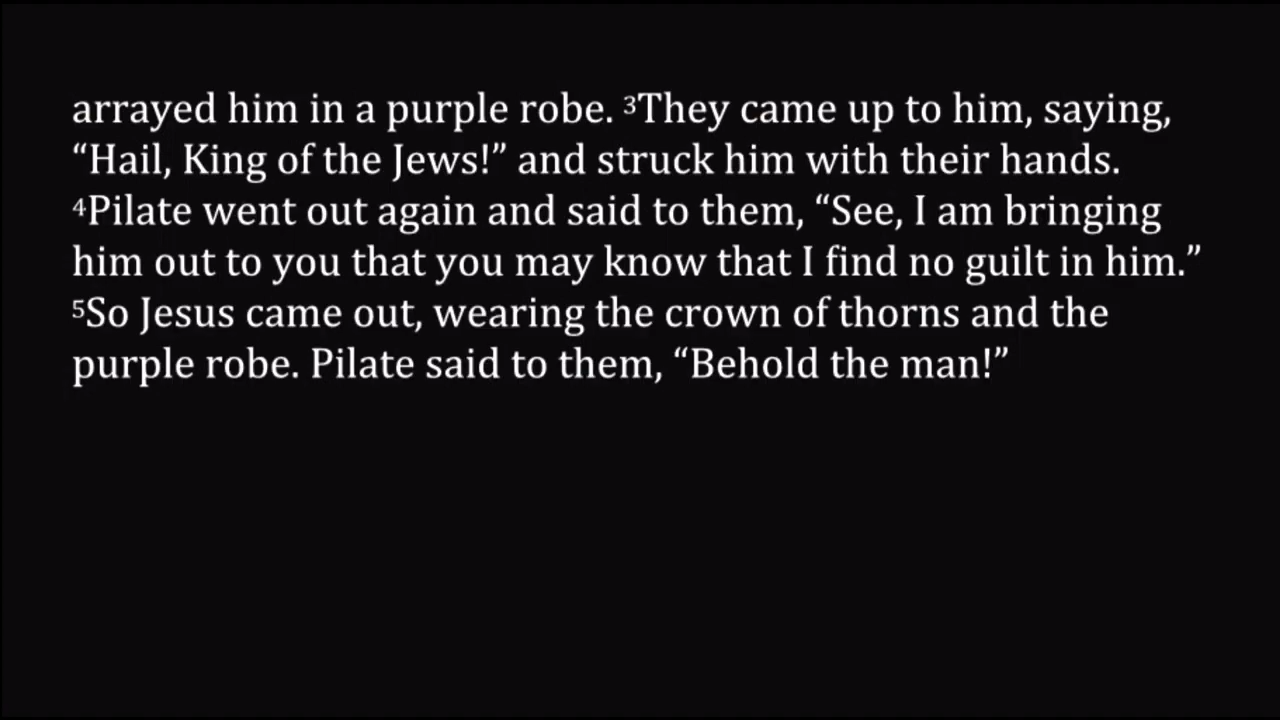 arrayed him in a purple robe. ³They came up to him, saying,
“Hail, King of the Jews!” and struck him with their hands.
⁴Pilate went out again and said to them, “See, I am bringing
him out to you that you may know that I find no guilt in him.”
⁵So Jesus came out, wearing the crown of thorns and the
purple robe. Pilate said to them, “Behold the man!”